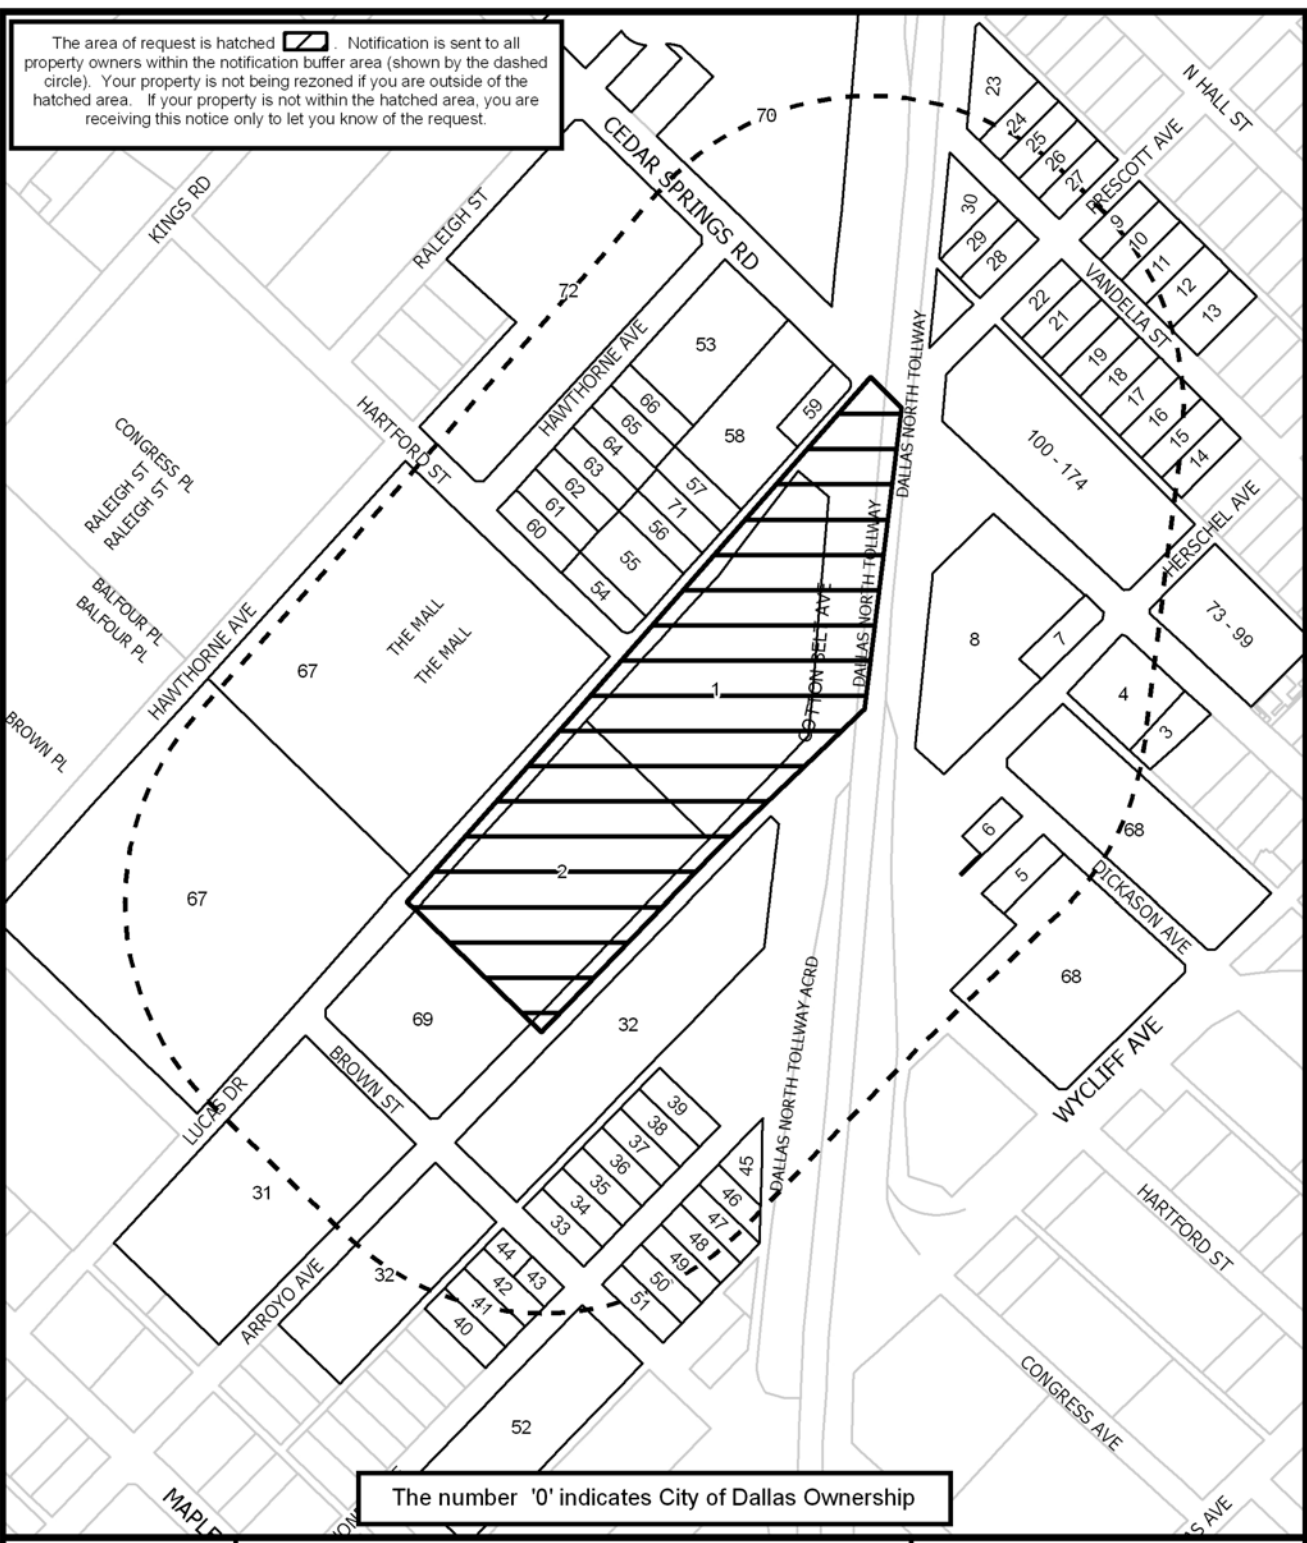 The area of request is hatched . Notification is sent to all
property owners within the notification buffer area (shown by the dashed
circle). Your property is not being rezoned if you are outside of the
hatched area. If your property is not within the hatched area, you are
receiving this notice only to let you know of the request.
N HALL ST
PRESCOTT AVE
CEDAR SPRINGS RD
KINGS RD
RALEIGH ST
HAWTHORNE AVE
HARTFORD ST
VANDELIA ST
DALLAS NORTH TOLLWAY
DALLAS NORTH TOLLWAY
COTTON BELT AVE
HERSCHEL AVE
CONGRESS PL
RALEIGH ST
RALEIGH ST
BALFOUR PL
BALFOUR PL
THE MALL
THE MALL
HAWTHORNE AVE
BROWN PL
DICKASON AVE
WYCLIFF AVE
DALLAS NORTH TOLLWAY ACRD
BROWN ST
LUCAS DR
ARROYO AVE
HARTFORD ST
CONGRESS AVE
MAPLE
AS AVE
70
23
24
25
26
27
30
29
28
9
10
11
12
13
22
21
19
18
17
16
15
14
72
53
66
65
64
63
62
61
60
59
58
57
71
56
55
54
100 - 174
73 - 99
8
7
4
3
1
67
67
2
6
5
68
68
69
32
31
32
39
38
37
36
35
34
33
45
46
47
48
49
50
51
44
43
42
41
40
52
The number '0' indicates City of Dallas Ownership